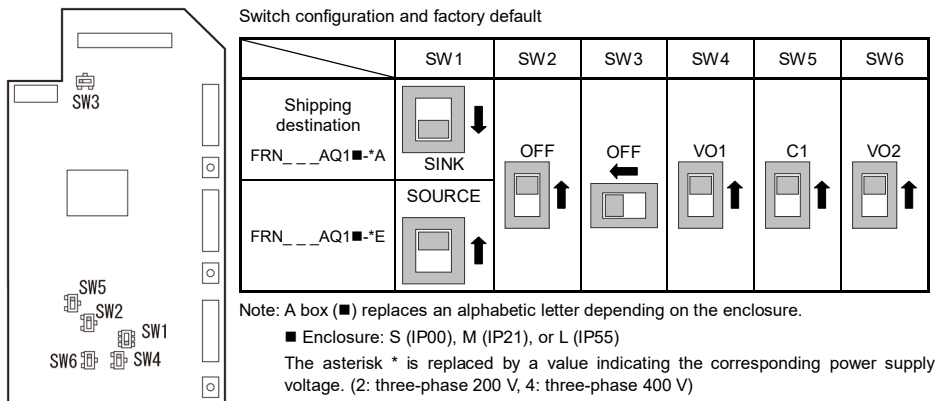 Switch configuration and factory default
SW1 SW2 SW3 SW4 SW5 SW6
Shipping
destination
FRN_ _ _AQ1■-*A
SINK
FRN_ _ _AQ1■-*E
SOURCE
OFF
OFF
VO1
C1
VO2
Note: A box (■) replaces an alphabetic letter depending on the enclosure.
■ Enclosure: S (IP00), M (IP21), or L (IP55)
The asterisk * is replaced by a value indicating the corresponding power supply
voltage. (2: three-phase 200 V, 4: three-phase 400 V)
SW3
SW5
SW2
SW1
SW6
SW4